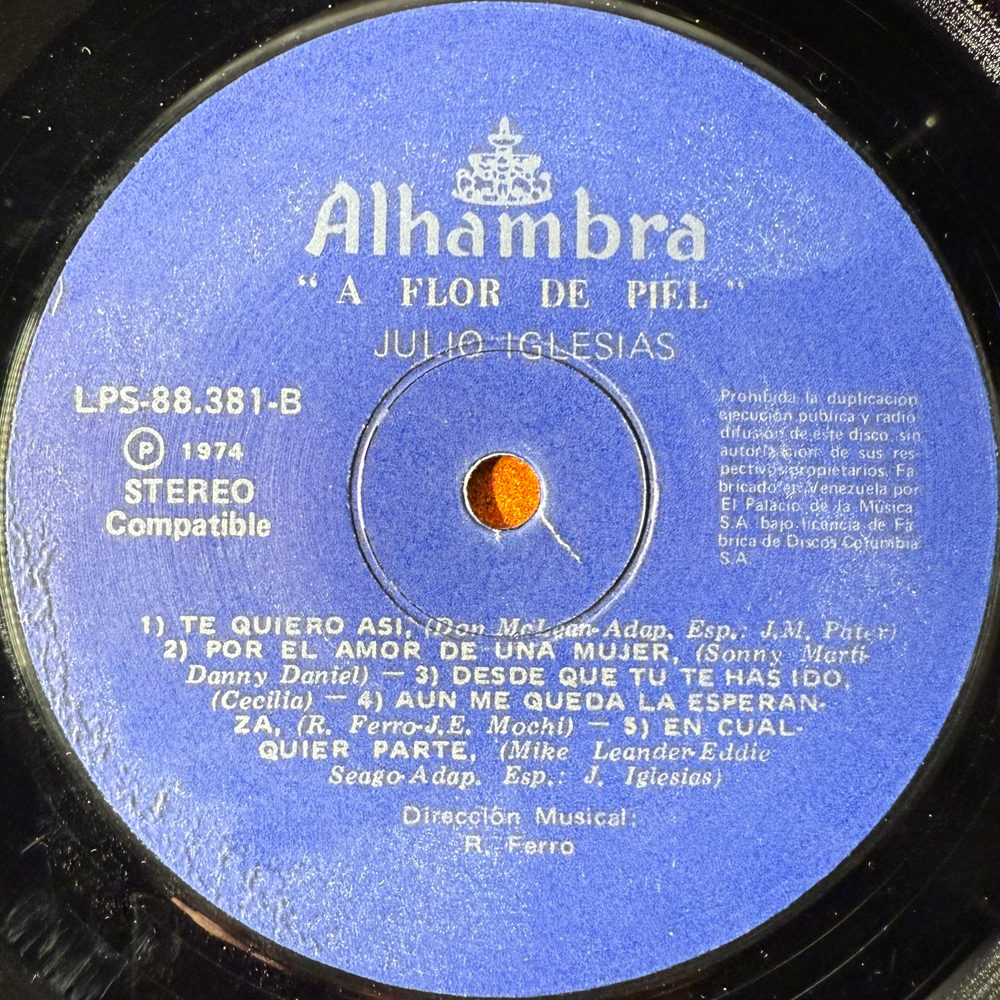 Alhambra
" A FLOR DE PIEL "
JULIO IGLESIAS
LPS-88.381-B
Ⓟ 1974
STEREO
Compatible
Prohibida la duplicación
ejecución pública y radio
difusión de este disco, sin
autorización de sus res-
pectivos propietarios. Fa-
bricado en Venezuela por
El Palacio de la Música
S.A. bajo licencia de Fá-
brica de Discos Columbia
S.A
1) TE QUIERO ASI, (Don McLean-Adap. Esp.: J.M. Pater)
2) POR EL AMOR DE UNA MUJER, (Sonny Marti-
Danny Daniel) — 3) DESDE QUE TU TE HAS IDO,
(Cecilia) — 4) AUN ME QUEDA LA ESPERAN-
ZA, (R. Ferro-J.E. Mochi) — 5) EN CUAL-
QUIER PARTE, (Mike Leander-Eddie
Seago-Adap. Esp.: J. Iglesias)
Dirección Musical:
R. Ferro